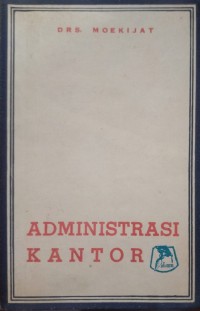 DRS. MOEKIJAT
ADMINISTRASI
KANTOR